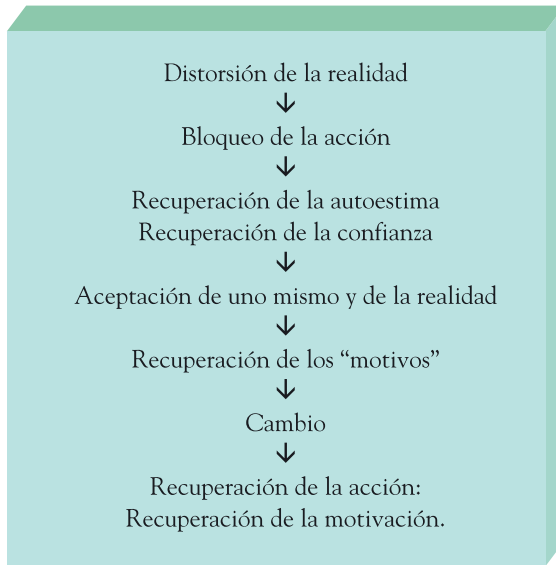 Distorsión de la realidad
↓
Bloqueo de la acción
↓
Recuperación de la autoestima
Recuperación de la confianza
↓
Aceptación de uno mismo y de la realidad
↓
Recuperación de los “motivos”
↓
Cambio
↓
Recuperación de la acción:
Recuperación de la motivación.